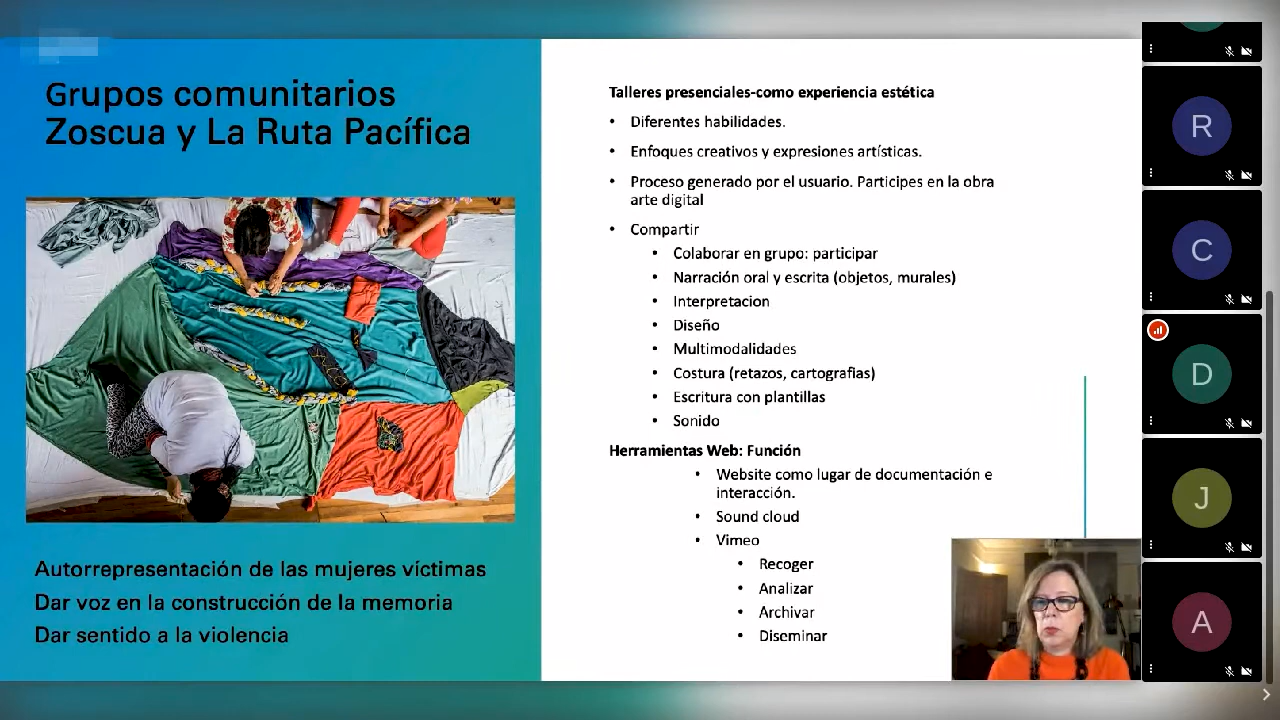 Grupos comunitarios
Zoscua y La Ruta Pacífica
Autorrepresentación de las mujeres víctimas
Dar voz en la construcción de la memoria
Dar sentido a la violencia
Talleres presenciales-como experiencia estética
• Diferentes habilidades.
• Enfoques creativos y expresiones artísticas.
• Proceso generado por el usuario. Participes en la obra
arte digital
• Compartir
• Colaborar en grupo: participar
• Narración oral y escrita (objetos, murales)
• Interpretacion
• Diseño
• Multimodalidades
• Costura (retazos, cartografias)
• Escritura con plantillas
• Sonido
Herramientas Web: Función
• Website como lugar de documentación e
interacción.
• Sound cloud
• Vimeo
• Recoger
• Analizar
• Archivar
• Diseminar
R
C
D
J
A